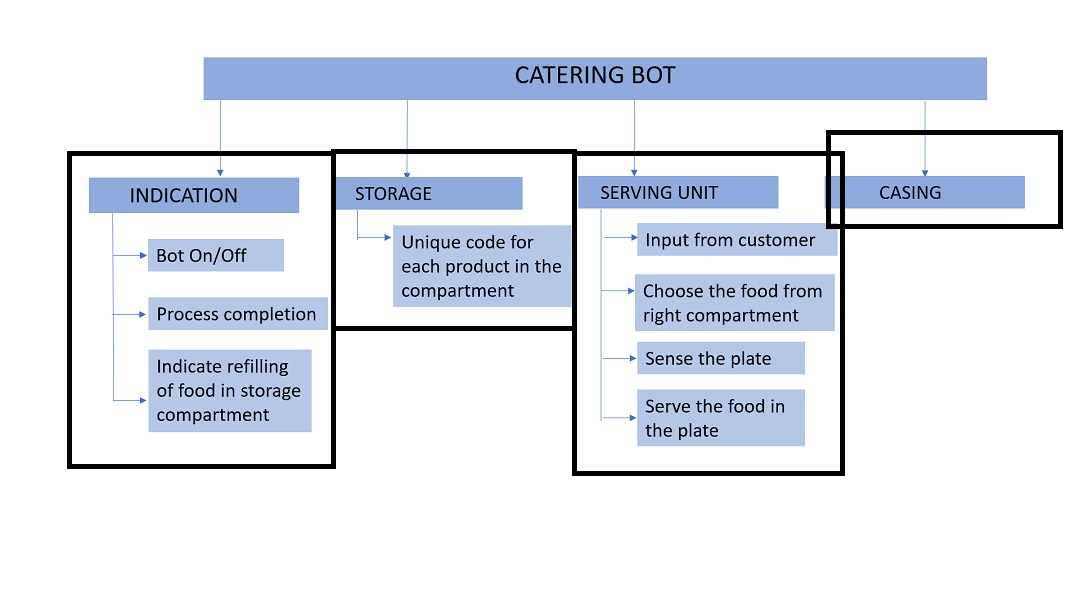 CATERING BOT
INDICATION
Bot On/Off
Process completion
Indicate refilling
of food in storage
compartment
STORAGE
Unique code for
each product in the
compartment
SERVING UNIT
Input from customer
Choose the food from
right compartment
Sense the plate
Serve the food in
the plate
CASING